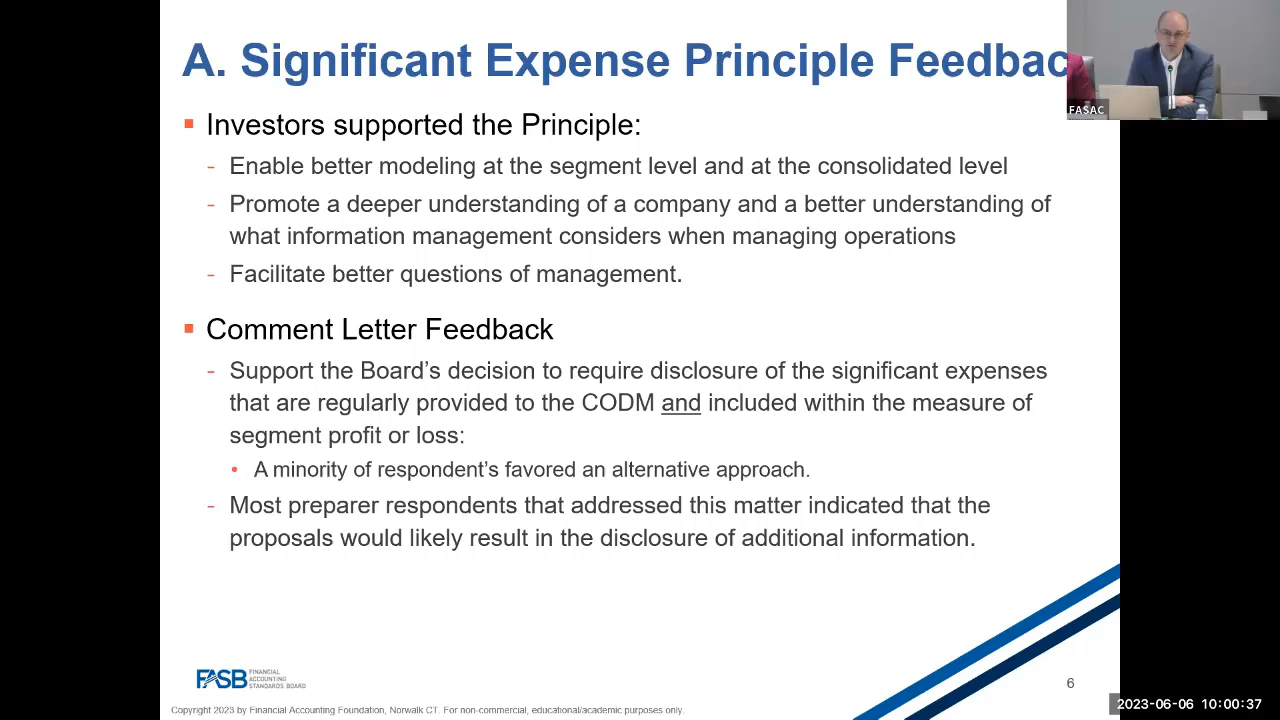 A. Significant Expense Principle Feedbac
FASAC
Investors supported the Principle:
- Enable better modeling at the segment level and at the consolidated level
- Promote a deeper understanding of a company and a better understanding of
what information management considers when managing operations
- Facilitate better questions of management.
Comment Letter Feedback
- Support the Board’s decision to require disclosure of the significant expenses
that are regularly provided to the CODM and included within the measure of
segment profit or loss:
• A minority of respondent’s favored an alternative approach.
- Most preparer respondents that addressed this matter indicated that the
proposals would likely result in the disclosure of additional information.
FASB
FINANCIAL
ACCOUNTING
STANDARDS BOARD
6
2023-06-06 10:00:37
Copyright 2023 by Financial Accounting Foundation, Norwalk CT. For non-commercial, educational/academic purposes only.